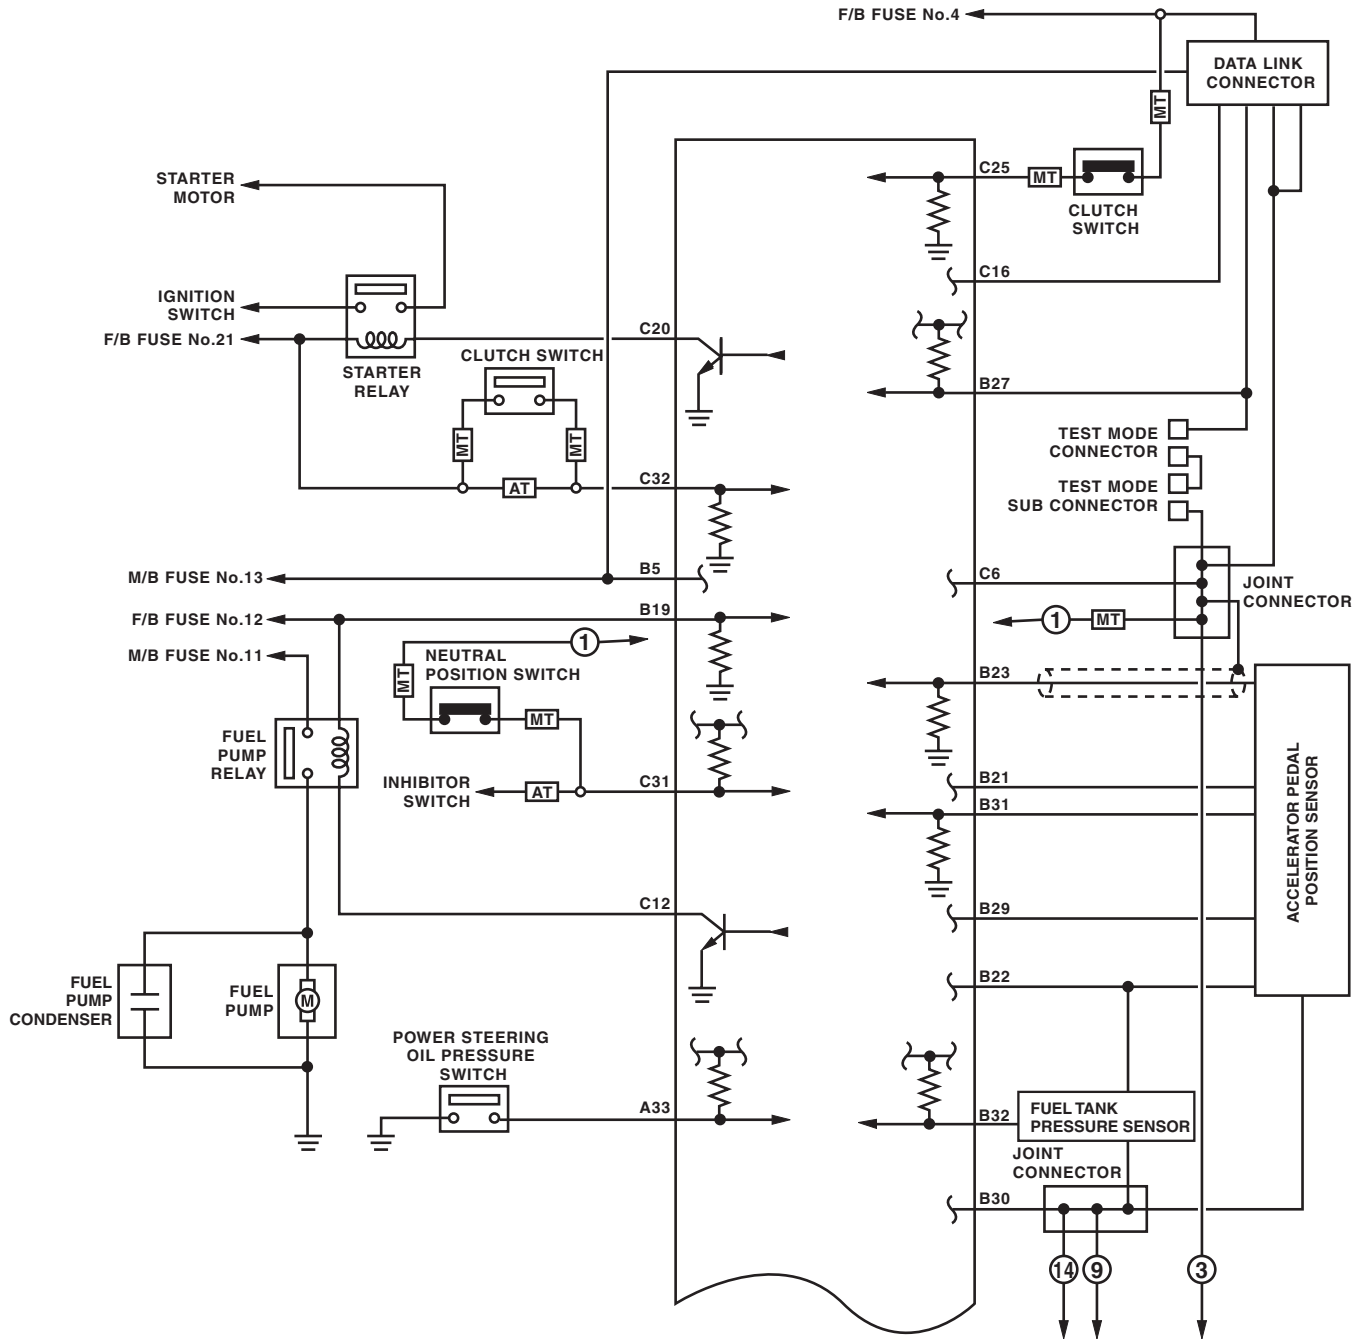 F/B FUSE No.4
DATA LINK
CONNECTOR
MT
C25
MT
CLUTCH
SWITCH
STARTER
MOTOR
C16
IGNITION
SWITCH
F/B FUSE No.21
STARTER
RELAY
C20
CLUTCH SWITCH
MT
MT
AT
C32
B27
TEST MODE
CONNECTOR
TEST MODE
SUB CONNECTOR
M/B FUSE No.13
B5
C6
JOINT
CONNECTOR
F/B FUSE No.12
B19
1
MT
M/B FUSE No.11
1
MT
NEUTRAL
POSITION SWITCH
MT
B23
FUEL
PUMP
RELAY
INHIBITOR
SWITCH
AT
C31
B21
B31
ACCELERATOR PEDAL
POSITION SENSOR
C12
B29
B22
FUEL
PUMP
CONDENSER
FUEL
PUMP
M
POWER STEERING
OIL PRESSURE
SWITCH
A33
B32
FUEL TANK
PRESSURE SENSOR
JOINT
CONNECTOR
B30
14
9
3